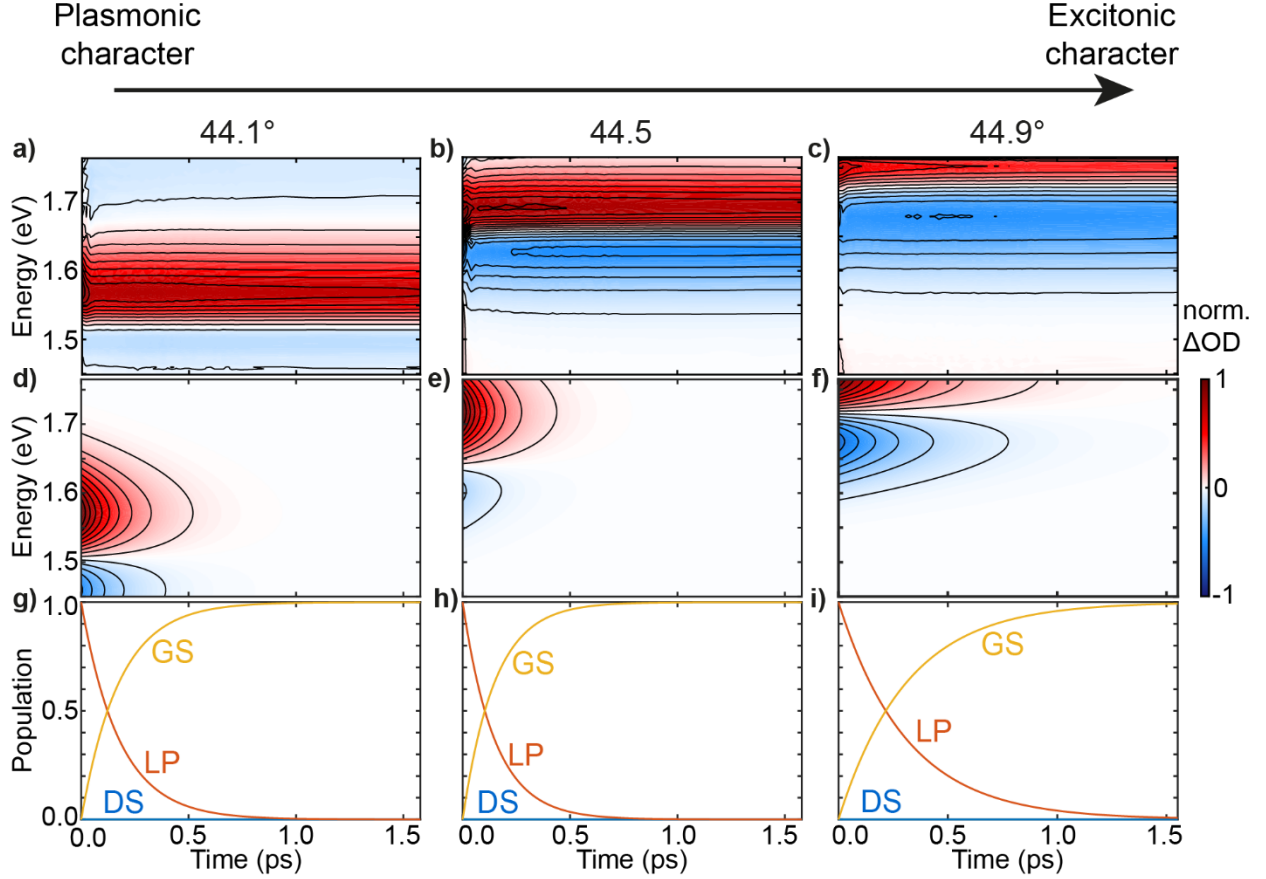 Plasmonic
character
Excitonic
character
44.1°
44.5
44.9°
a)
b)
c)
Energy (eV)
1.7
1.6
1.5
norm.
ΔOD
1
0
-1
d)
e)
f)
Energy (eV)
1.7
1.6
1.5
g)
h)
i)
Population
1.0
0.5
0.0
GS
LP
DS
GS
LP
DS
GS
LP
DS
0.0 0.5 1.0 1.5
0.0 0.5 1.0 1.5
0.0 0.5 1.0 1.5
Time (ps)
Time (ps)
Time (ps)